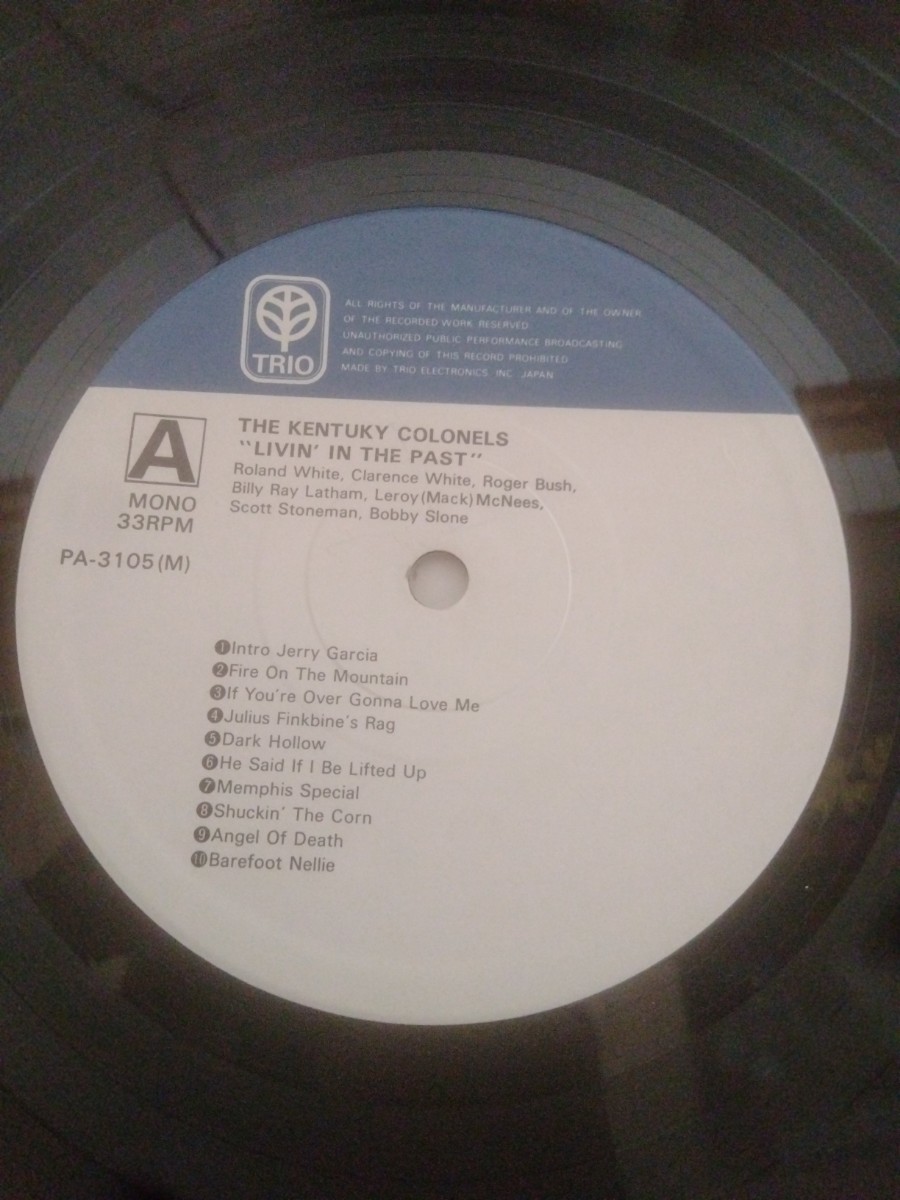 TRIO
ALL RIGHTS OF THE MANUFACTURER AND OF THE OWNER
OF THE RECORDED WORK RESERVED
UNAUTHORIZED PUBLIC PERFORMANCE BROADCASTING
AND COPYING OF THIS RECORD PROHIBITED
MADE BY TRIO ELECTRONICS. INC. JAPAN
A
MONO
33RPM
PA-3105(M)
THE KENTUKY COLONELS
"LIVIN' IN THE PAST"
Roland White, Clarence White, Roger Bush,
Billy Ray Latham, Leroy(Mack)McNees,
Scott Stoneman, Bobby Slone
❶Intro Jerry Garcia
❷Fire On The Mountain
❸If You're Over Gonna Love Me
❹Julius Finkbine's Rag
❺Dark Hollow
❻He Said If I Be Lifted Up
❼Memphis Special
❽Shuckin' The Corn
❾Angel Of Death
❿Barefoot Nellie